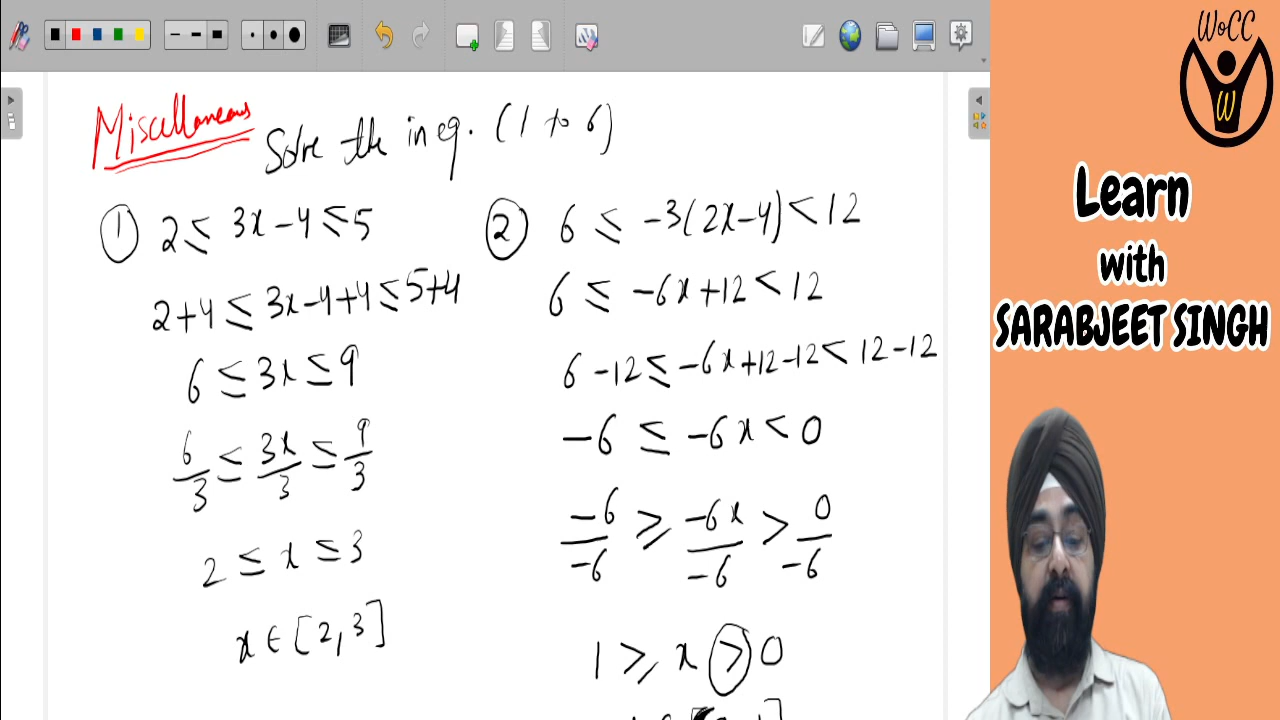 Miscellaneous
Solve the in eq. (1 to 6)
① 2 ≤ 3x - 4 ≤ 5
2+4 ≤ 3x-4+4 ≤ 5+4
6 ≤ 3x ≤ 9
6/3 ≤ 3x/3 ≤ 9/3
2 ≤ x ≤ 3
x ∈ [2, 3]
② 6 ≤ -3(2x-4) < 12
6 ≤ -6x+12 < 12
6-12 ≤ -6x+12-12 < 12-12
-6 ≤ -6x < 0
-6/-6 ≥ -6x/-6 > 0/-6
1 ≥ x > 0
WoCC
W
Learn
with
SARABJEET SINGH